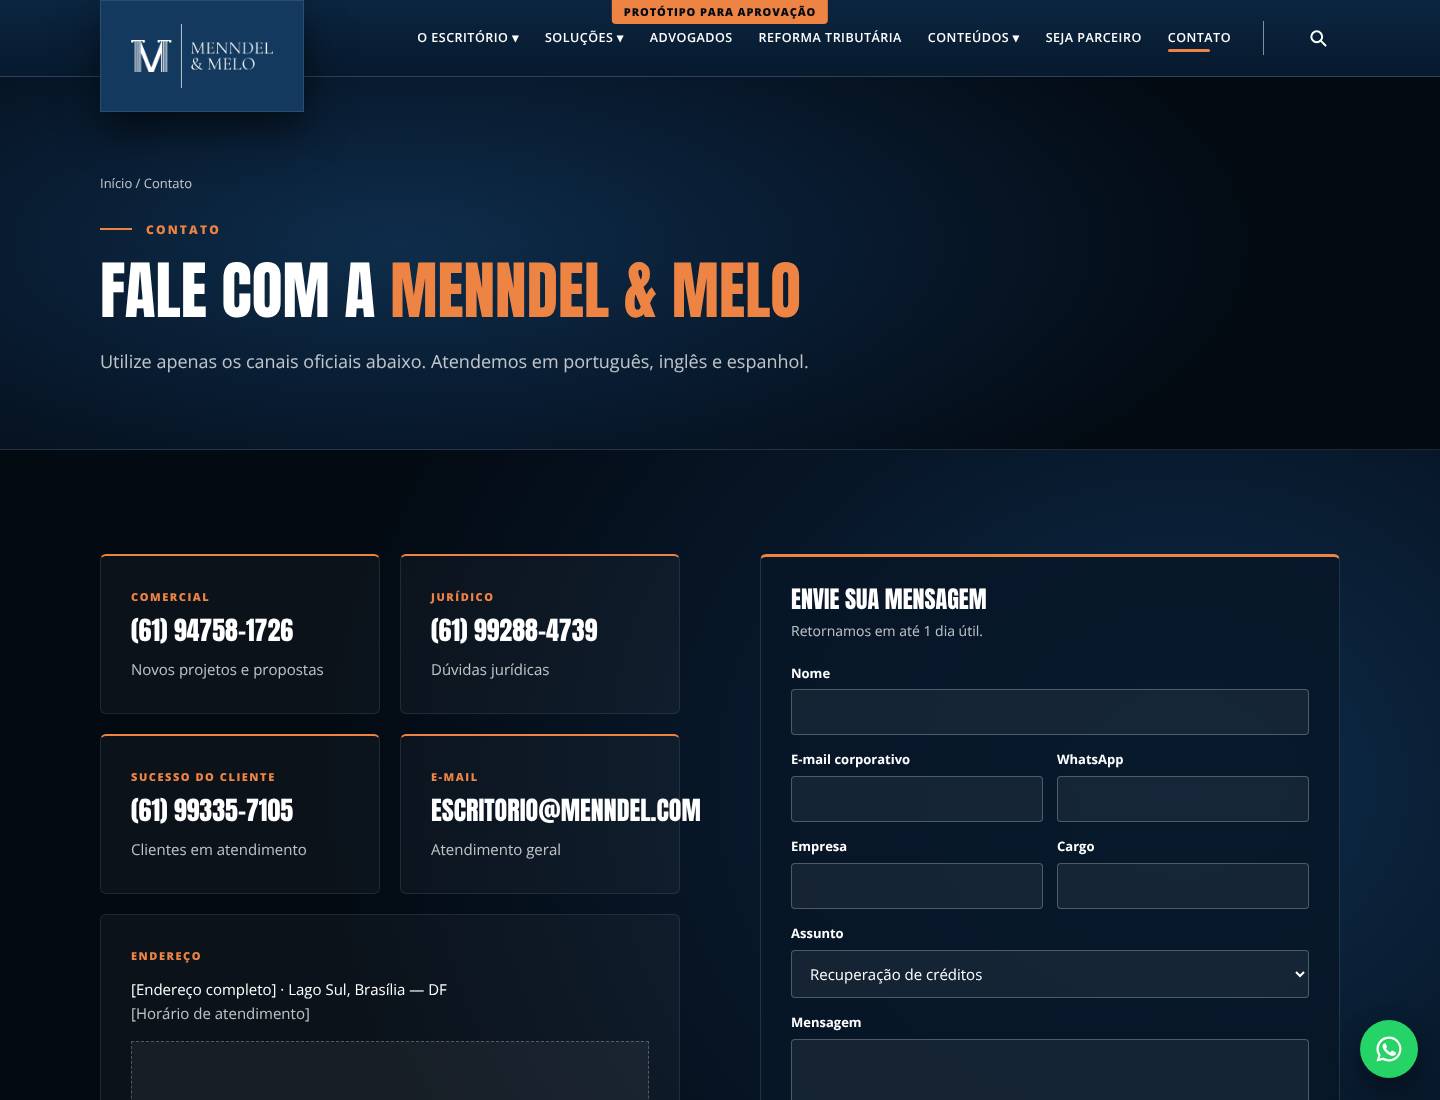 PROTÓTIPO PARA APROVAÇÃO
MENNDEL
& MELO
O ESCRITÓRIO ▾
SOLUÇÕES ▾
ADVOGADOS
REFORMA TRIBUTÁRIA
CONTEÚDOS ▾
SEJA PARCEIRO
CONTATO
Início / Contato
CONTATO
FALE COM A MENNDEL & MELO
Utilize apenas os canais oficiais abaixo. Atendemos em português, inglês e espanhol.
COMERCIAL
(61) 94758-1726
Novos projetos e propostas
JURÍDICO
(61) 99288-4739
Dúvidas jurídicas
SUCESSO DO CLIENTE
(61) 99335-7105
Clientes em atendimento
E-MAIL
ESCRITORIO@MENNDEL.COM
Atendimento geral
ENDEREÇO
[Endereço completo] · Lago Sul, Brasília — DF
[Horário de atendimento]
ENVIE SUA MENSAGEM
Retornamos em até 1 dia útil.
Nome
E-mail corporativo
WhatsApp
Empresa
Cargo
Assunto
Recuperação de créditos
Mensagem